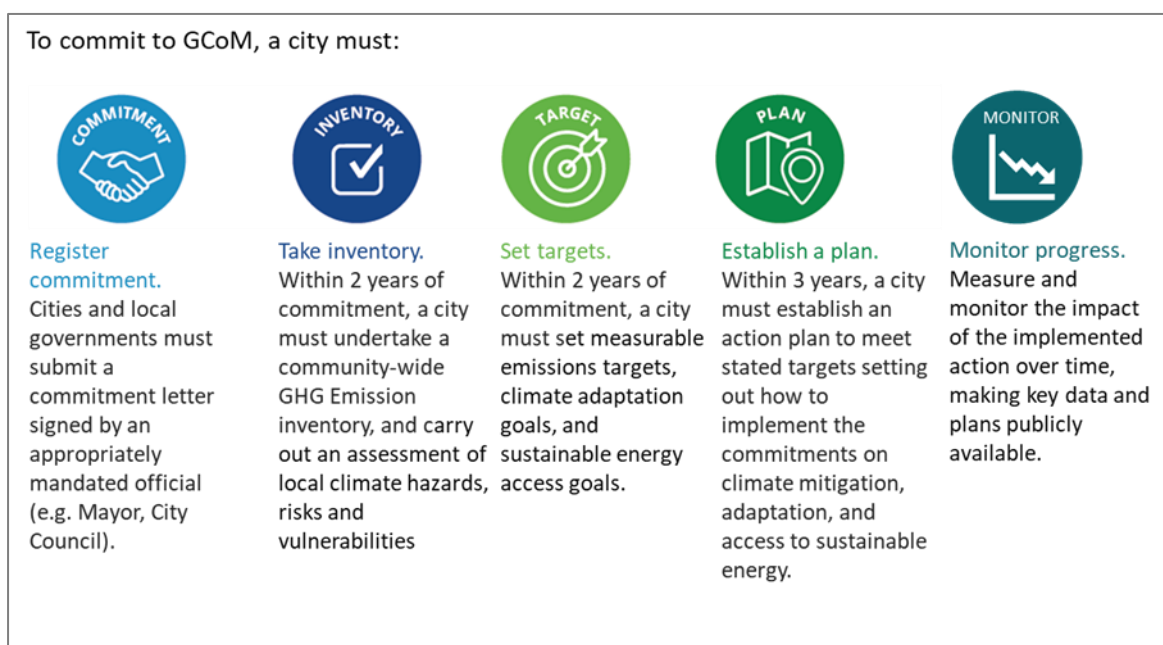 To commit to GCoM, a city must:
COMMITMENT
Register
commitment.
Cities and local
governments must
submit a
commitment letter
signed by an
appropriately
mandated official
(e.g. Mayor, City
Council).
INVENTORY
Take inventory.
Within 2 years of
commitment, a city
must undertake a
community-wide
GHG Emission
inventory, and carry
out an assessment of
local climate hazards,
risks and
vulnerabilities
TARGET
Set targets.
Within 2 years of
commitment, a city
must set measurable
emissions targets,
climate adaptation
goals, and
sustainable energy
access goals.
PLAN
Establish a plan.
Within 3 years, a city
must establish an
action plan to meet
stated targets setting
out how to
implement the
commitments on
climate mitigation,
adaptation, and
access to sustainable
energy.
MONITOR
Monitor progress.
Measure and
monitor the impact
of the implemented
action over time,
making key data and
plans publicly
available.